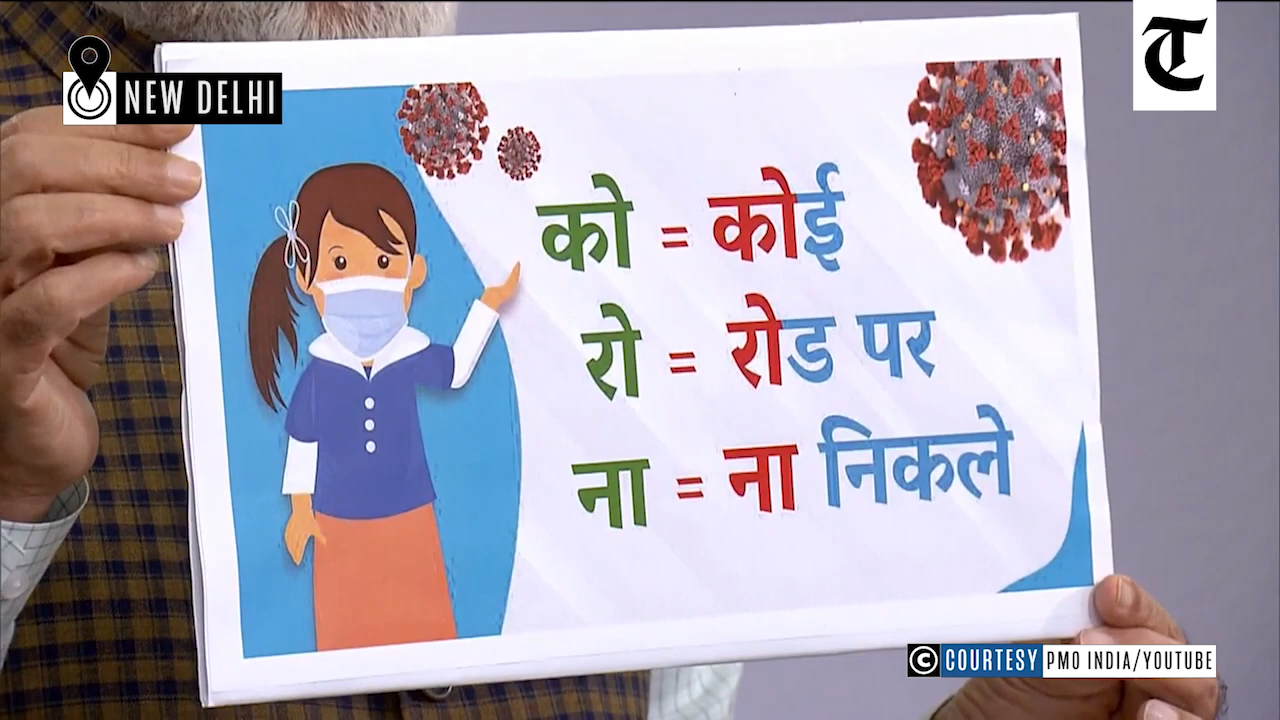 NEW DELHI
T
को = कोई
रो = रोड पर
ना = ना निकले
© COURTESY PMO INDIA/YOUTUBE